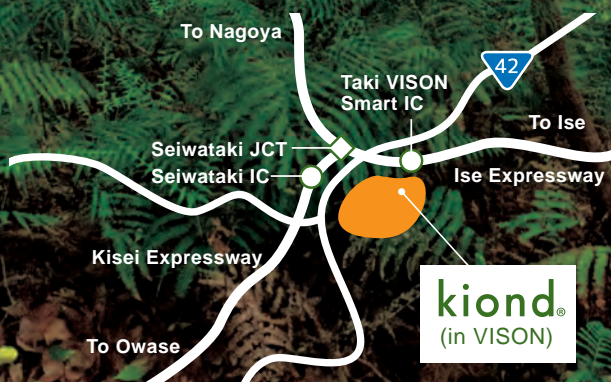 To Nagoya
42
Taki VISON
Smart IC
To Ise
Seiwataki JCT
Seiwataki IC
Ise Expressway
Kisei Expressway
kiond®
(in VISON)
To Owase